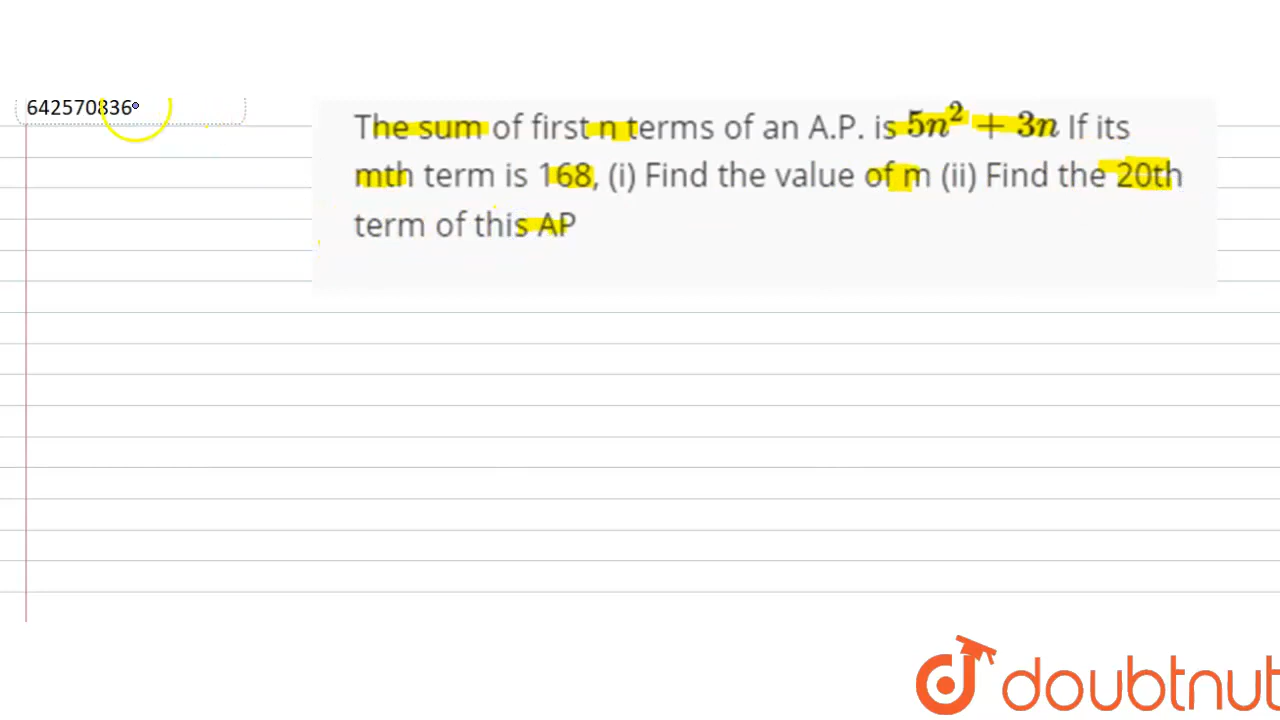 642570836
The sum of first n terms of an A.P. is 5n² + 3n If its
mth term is 168, (i) Find the value of m (ii) Find the 20th
term of this AP
doubtnut